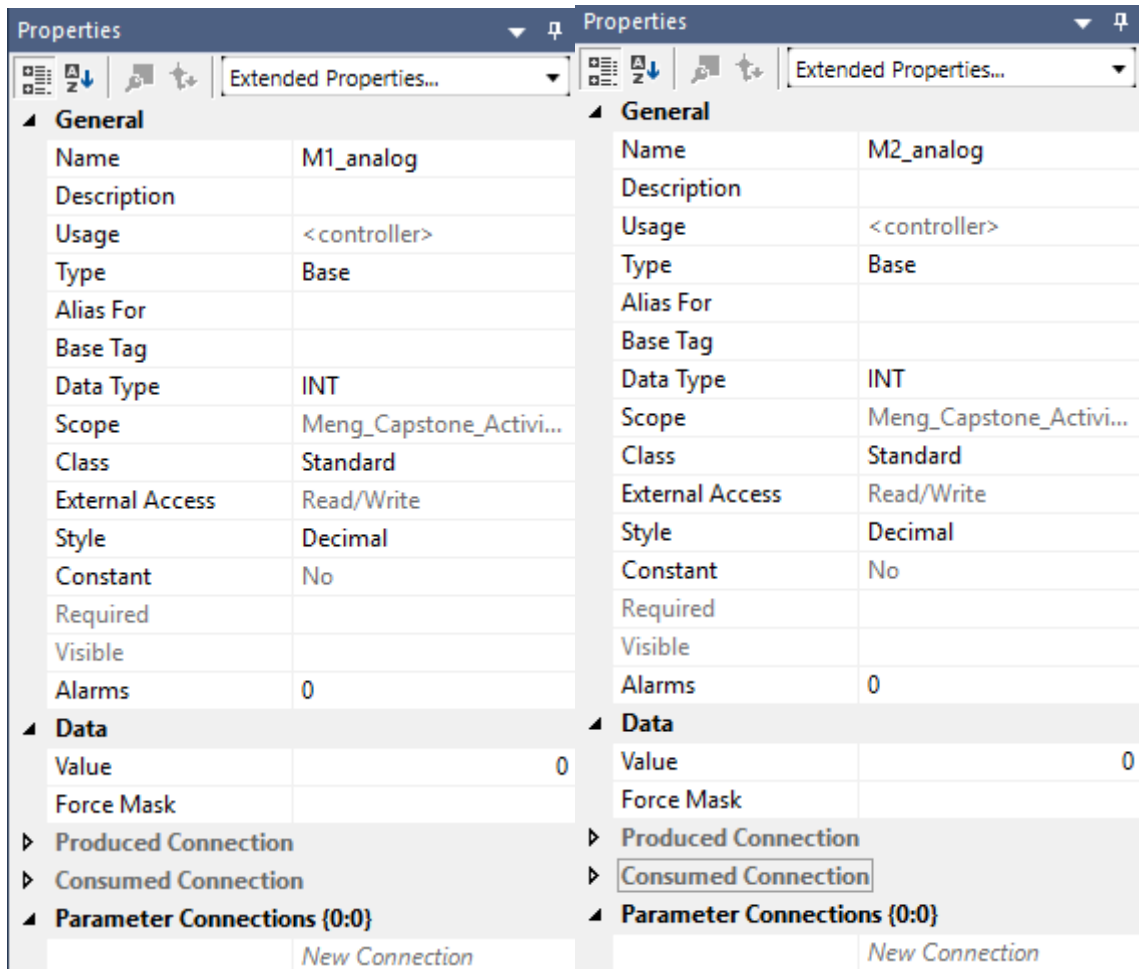 Properties
Extended Properties...
General
Name M1_analog
Description
Usage <controller>
Type Base
Alias For
Base Tag
Data Type INT
Scope Meng_Capstone_Activi...
Class Standard
External Access Read/Write
Style Decimal
Constant No
Required
Visible
Alarms 0
Data
Value 0
Force Mask
Produced Connection
Consumed Connection
Parameter Connections {0:0}
New Connection
Properties
Extended Properties...
General
Name M2_analog
Description
Usage <controller>
Type Base
Alias For
Base Tag
Data Type INT
Scope Meng_Capstone_Activi...
Class Standard
External Access Read/Write
Style Decimal
Constant No
Required
Visible
Alarms 0
Data
Value 0
Force Mask
Produced Connection
Consumed Connection
Parameter Connections {0:0}
New Connection